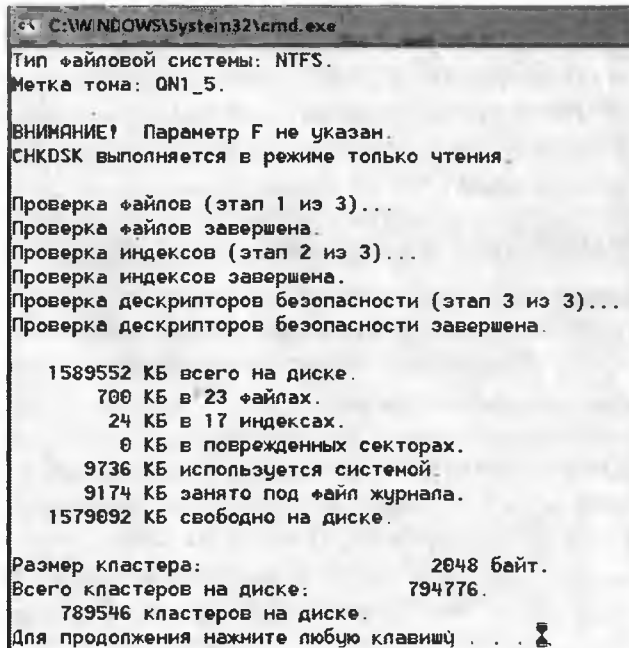 C:\WINDOWS\System32\cmd.exe
Тип файловой системы: NTFS.
Метка тома: QN1_5.
ВНИМАНИЕ! Параметр F не указан.
CHKDSK выполняется в режиме только чтения.
Проверка файлов (этап 1 из 3)...
Проверка файлов завершена.
Проверка индексов (этап 2 из 3)...
Проверка индексов завершена.
Проверка дескрипторов безопасности (этап 3 из 3)...
Проверка дескрипторов безопасности завершена.
1589552 КБ всего на диске.
700 КБ в 23 файлах.
24 КБ в 17 индексах.
0 КБ в поврежденных секторах.
9736 КБ используется системой.
9174 КБ занято под файл журнала.
1579092 КБ свободно на диске.
Размер кластера: 2048 байт.
Всего кластеров на диске: 794776.
789546 кластеров на диске.
Для продолжения нажмите любую клавишу . . .